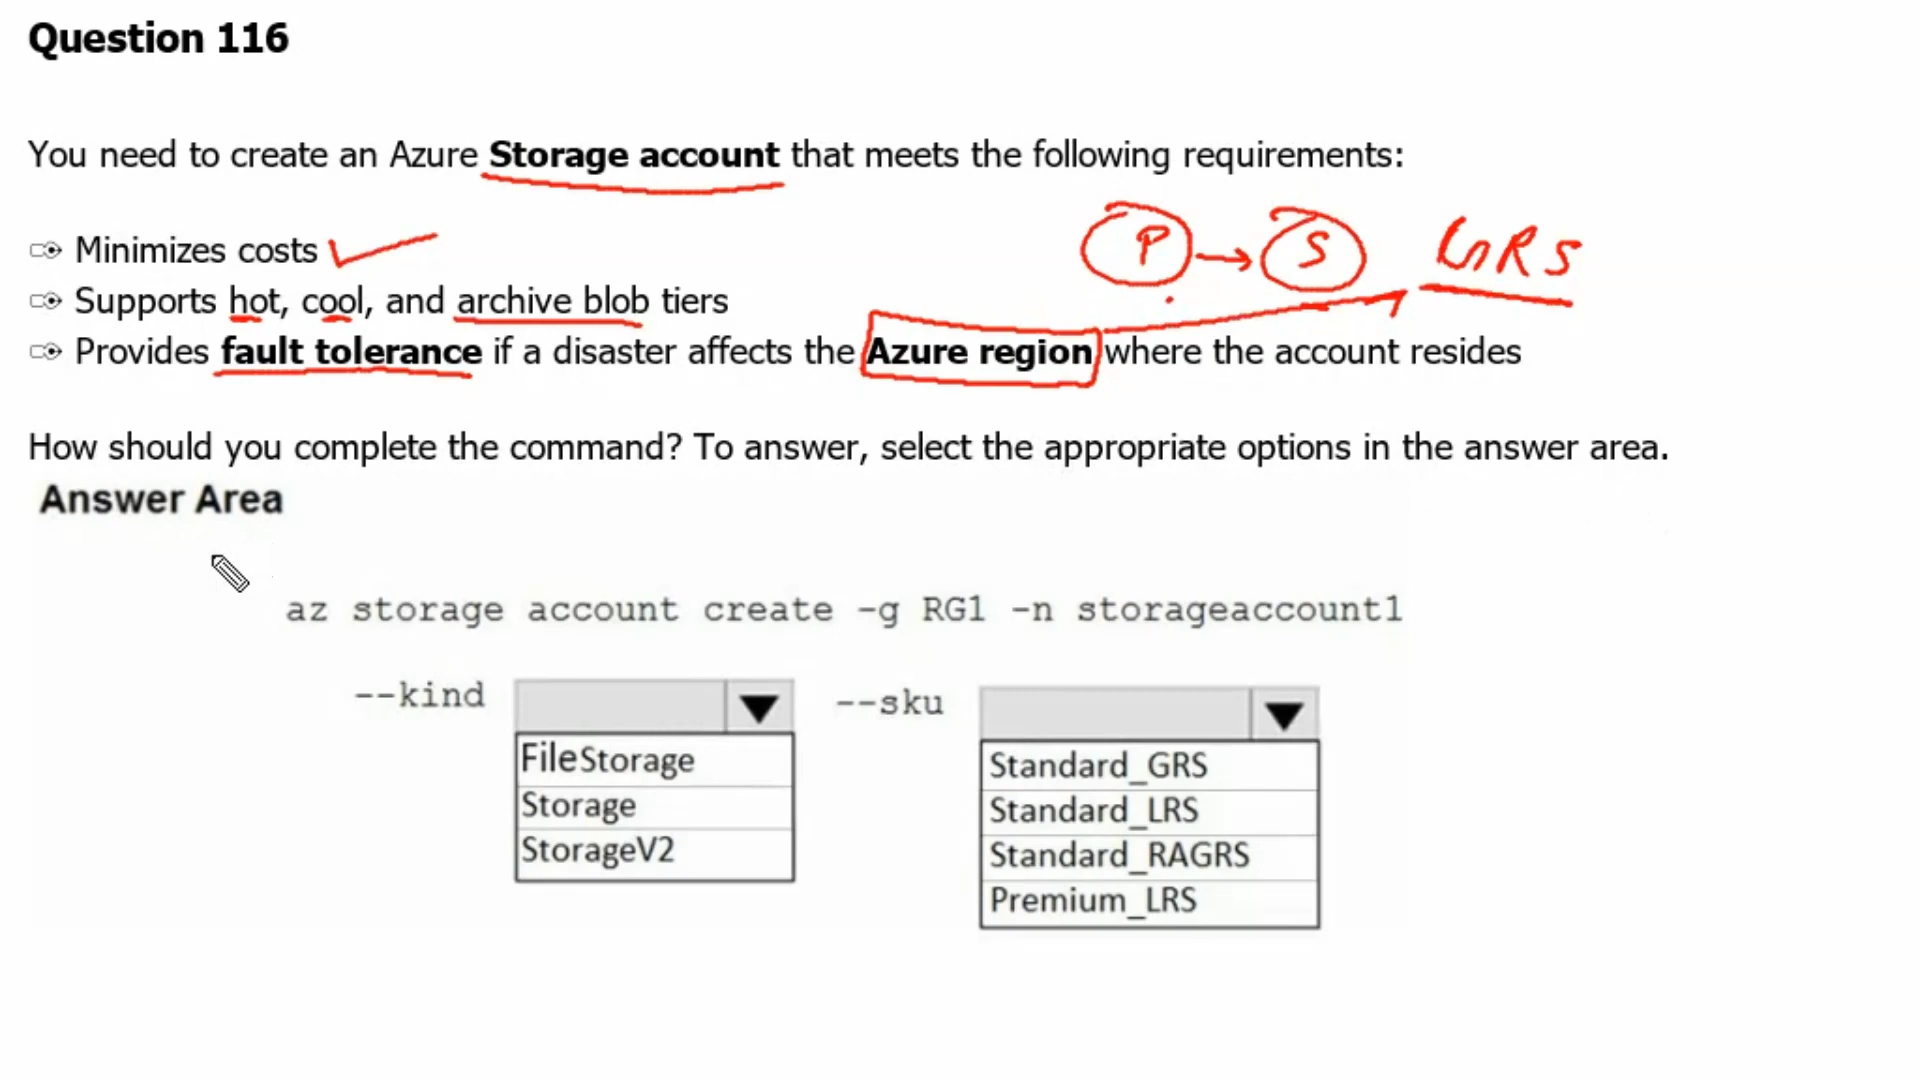 Question 116
You need to create an Azure Storage account that meets the following requirements:
Minimizes costs
P S GRS
Supports hot, cool, and archive blob tiers
Provides fault tolerance if a disaster affects the Azure region where the account resides
How should you complete the command? To answer, select the appropriate options in the answer area.
Answer Area
az storage account create -g RG1 -n storageaccount1
--kind
FileStorage
Storage
StorageV2
--sku
Standard_GRS
Standard_LRS
Standard_RAGRS
Premium_LRS